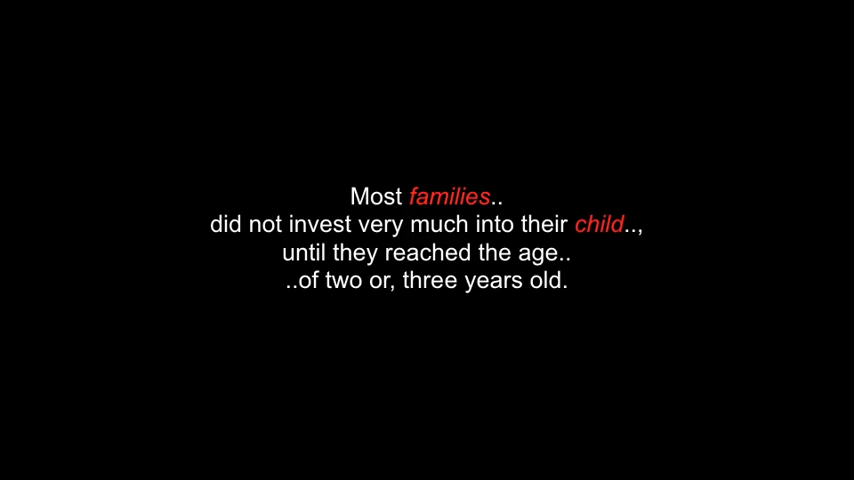 Most families..
did not invest very much into their child..,
until they reached the age..
..of two or, three years old.